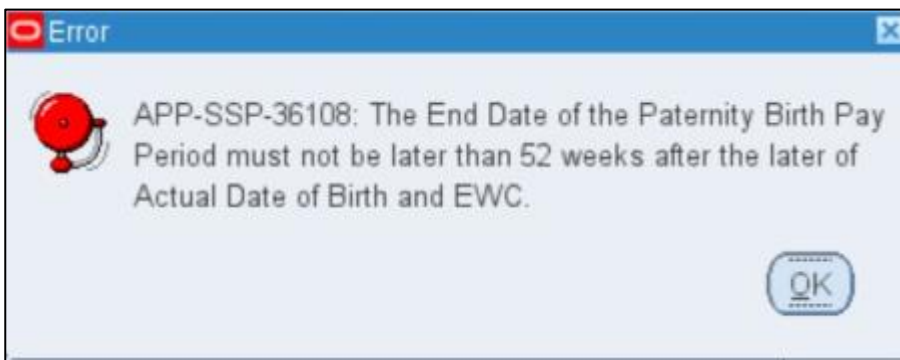 Error
APP-SSP-36108: The End Date of the Paternity Birth Pay
Period must not be later than 52 weeks after the later of
Actual Date of Birth and EWC.
OK